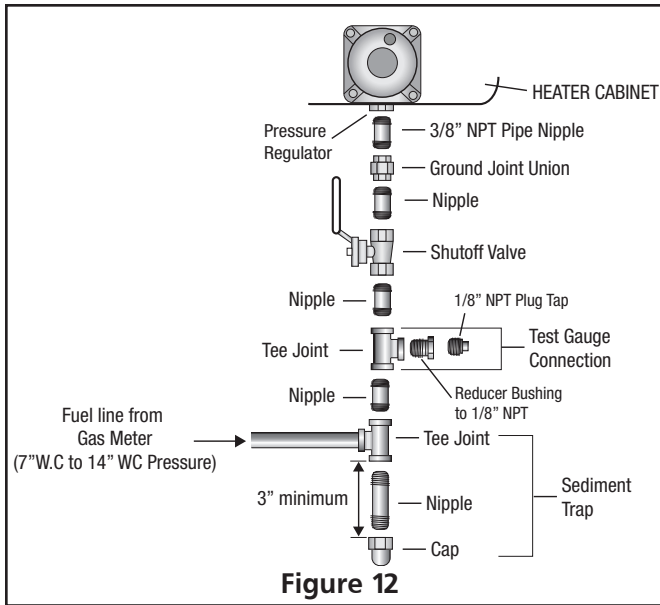 HEATER CABINET
Pressure
Regulator
3/8” NPT Pipe Nipple
Ground Joint Union
Nipple
Shutoff Valve
Nipple
1/8” NPT Plug Tap
Tee Joint
Test Gauge
Connection
Nipple
Reducer Bushing
to 1/8” NPT
Fuel line from
Gas Meter
(7”W.C to 14” WC Pressure)
Tee Joint
3” minimum
Nipple
Sediment
Trap
Cap
Figure 12